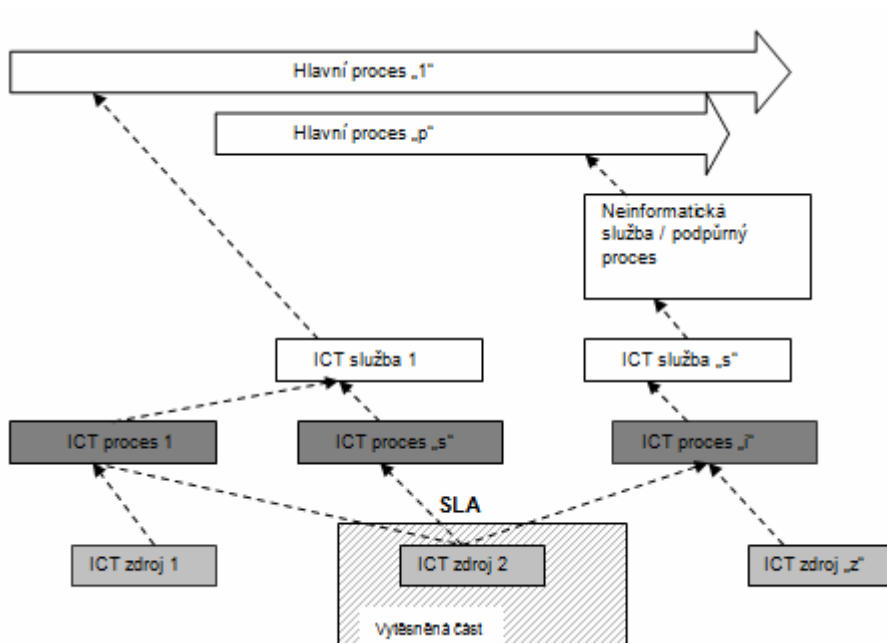 Hlavní proces „1“
Hlavní proces „p“
Neinformatická
služba / podpůrný
proces
ICT služba 1
ICT služba „s“
ICT proces 1
ICT proces „s“
ICT proces „i“
SLA
ICT zdroj 1
ICT zdroj 2
ICT zdroj „z“
Vytěsněná část